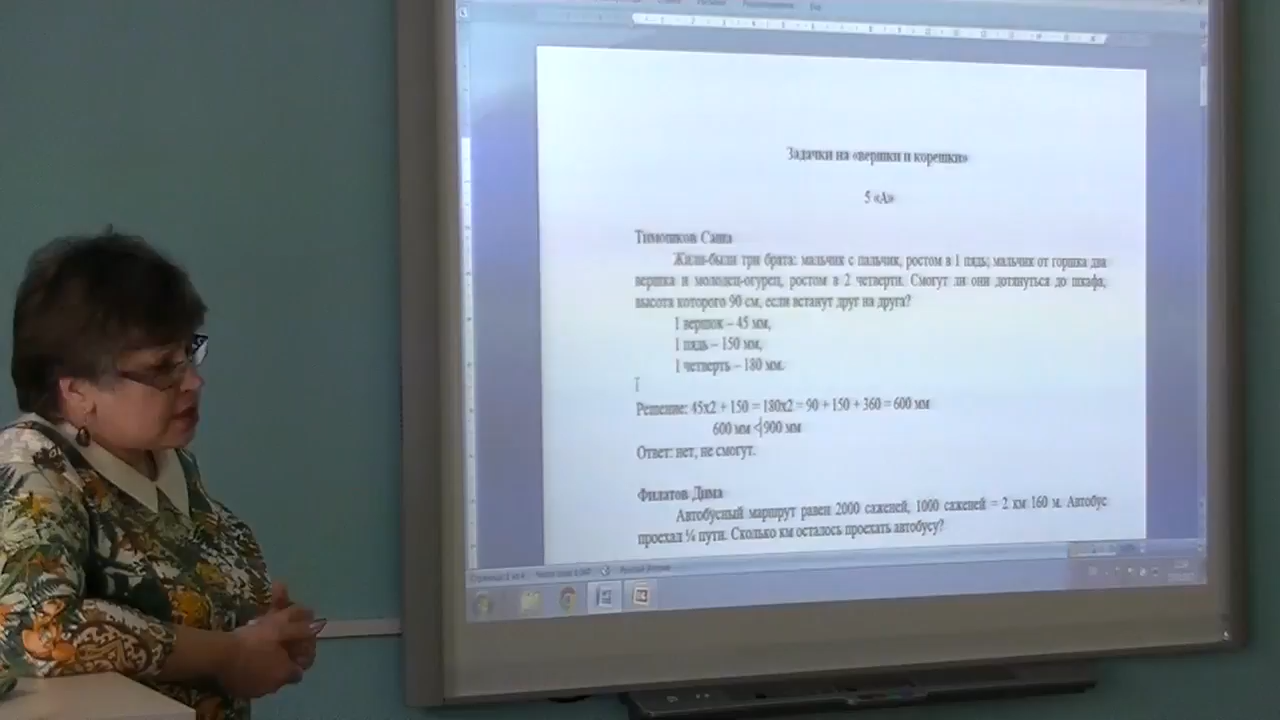 Задачки на «вершки и корешки»
5 «А»
Тимошков Саша
Жили-были три брата: мальчик с пальчик, ростом в 1 пядь; мальчик от горшка два
вершка и молодец-огурец, ростом в 2 четверти. Смогут ли они дотянуться до шкафа,
высота которого 90 см, если встанут друг на друга?
1 вершок – 45 мм,
1 пядь – 150 мм,
1 четверть – 180 мм.
Решение: 45х2 + 150 = 180х2 = 90 + 150 + 360 = 600 мм
600 мм < 900 мм
Ответ: нет, не смогут.
Филатов Дима
Автобусный маршрут равен 2000 саженей, 1000 саженей = 2 км 160 м. Автобус
проехал ¼ пути. Сколько км осталось проехать автобусу?